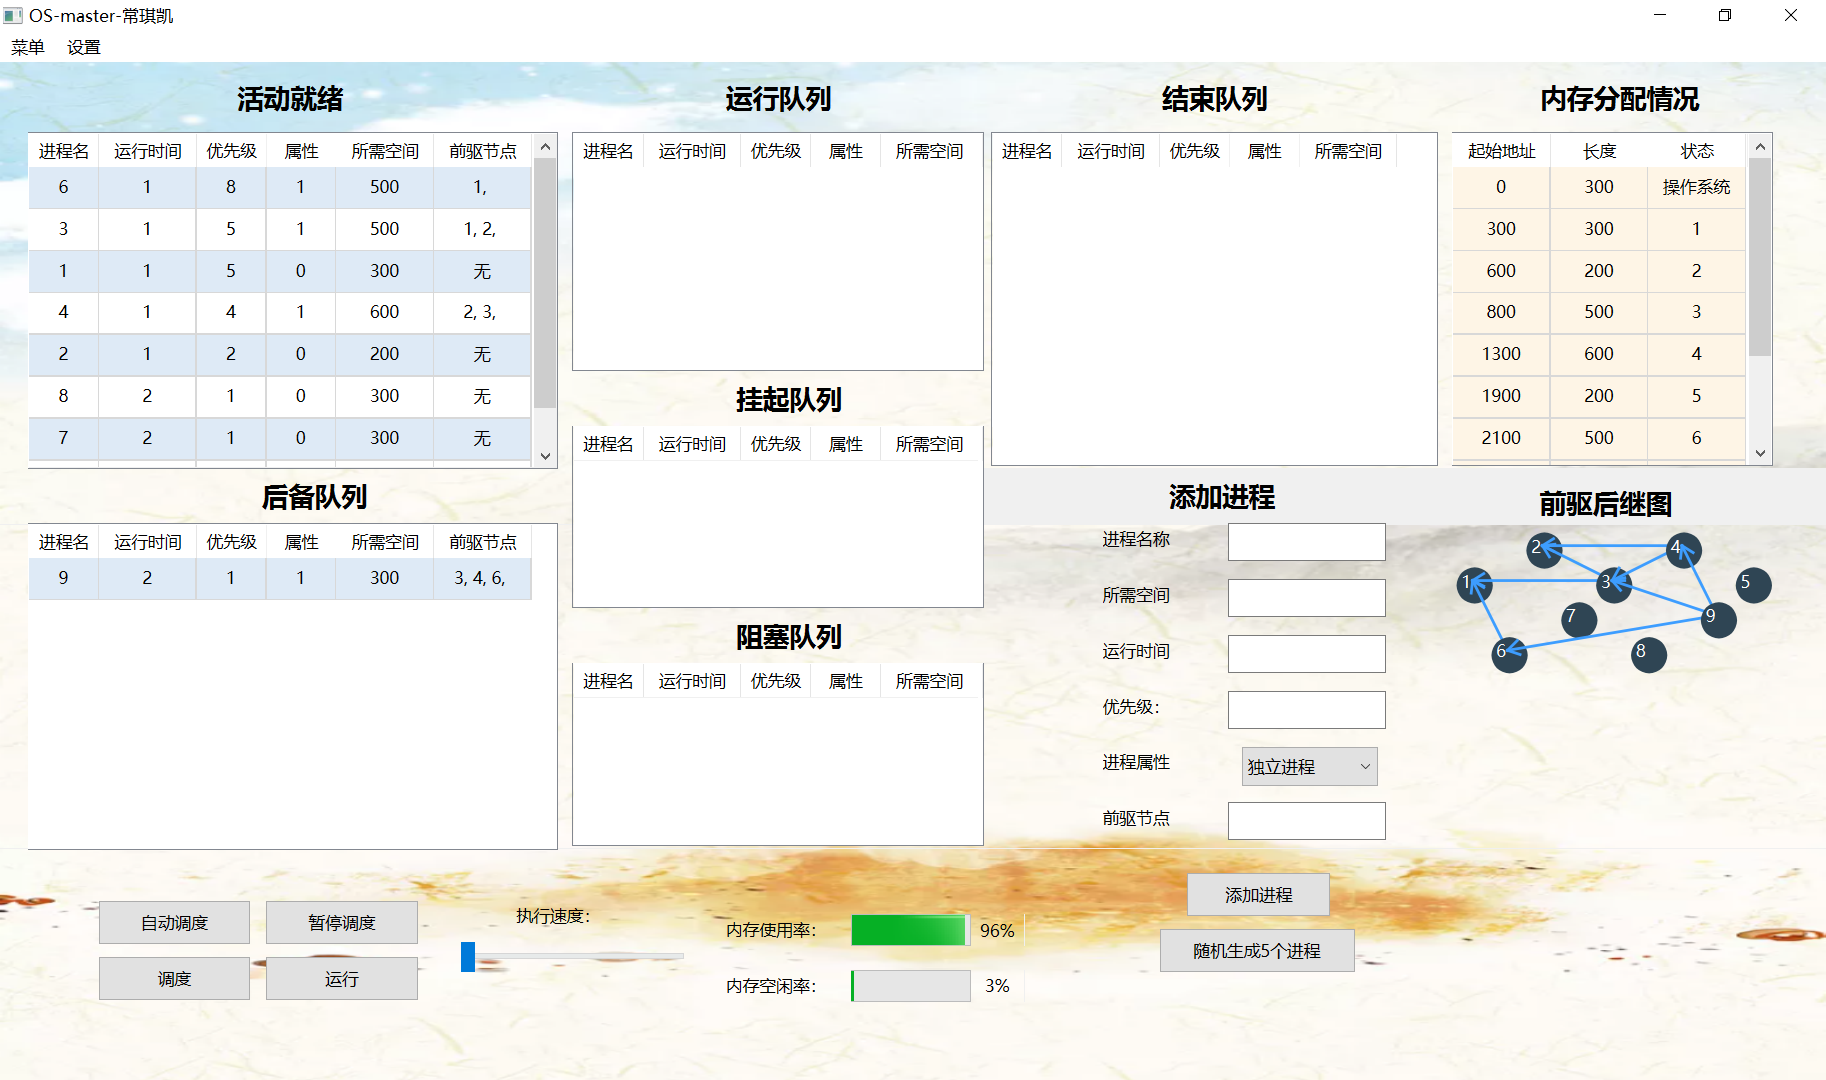 OS-master-常琪凯
菜单 设置
活动就绪
进程名 运行时间 优先级 属性 所需空间 前驱节点
6 1 8 1 500 1,
3 1 5 1 500 1, 2,
1 1 5 0 300 无
4 1 4 1 600 2, 3,
2 1 2 0 200 无
8 2 1 0 300 无
7 2 1 0 300 无
后备队列
进程名 运行时间 优先级 属性 所需空间 前驱节点
9 2 1 1 300 3, 4, 6,
运行队列
进程名 运行时间 优先级 属性 所需空间
挂起队列
进程名 运行时间 优先级 属性 所需空间
阻塞队列
进程名 运行时间 优先级 属性 所需空间
结束队列
进程名 运行时间 优先级 属性 所需空间
内存分配情况
起始地址 长度 状态
0 300 操作系统
300 300 1
600 200 2
800 500 3
1300 600 4
1900 200 5
2100 500 6
添加进程
进程名称
所需空间
运行时间
优先级:
进程属性 独立进程
前驱节点
前驱后继图
2 4
1 3 5
7 9
6 8
自动调度 暂停调度
调度 运行
执行速度:
内存使用率: 96%
内存空闲率: 3%
添加进程
随机生成5个进程